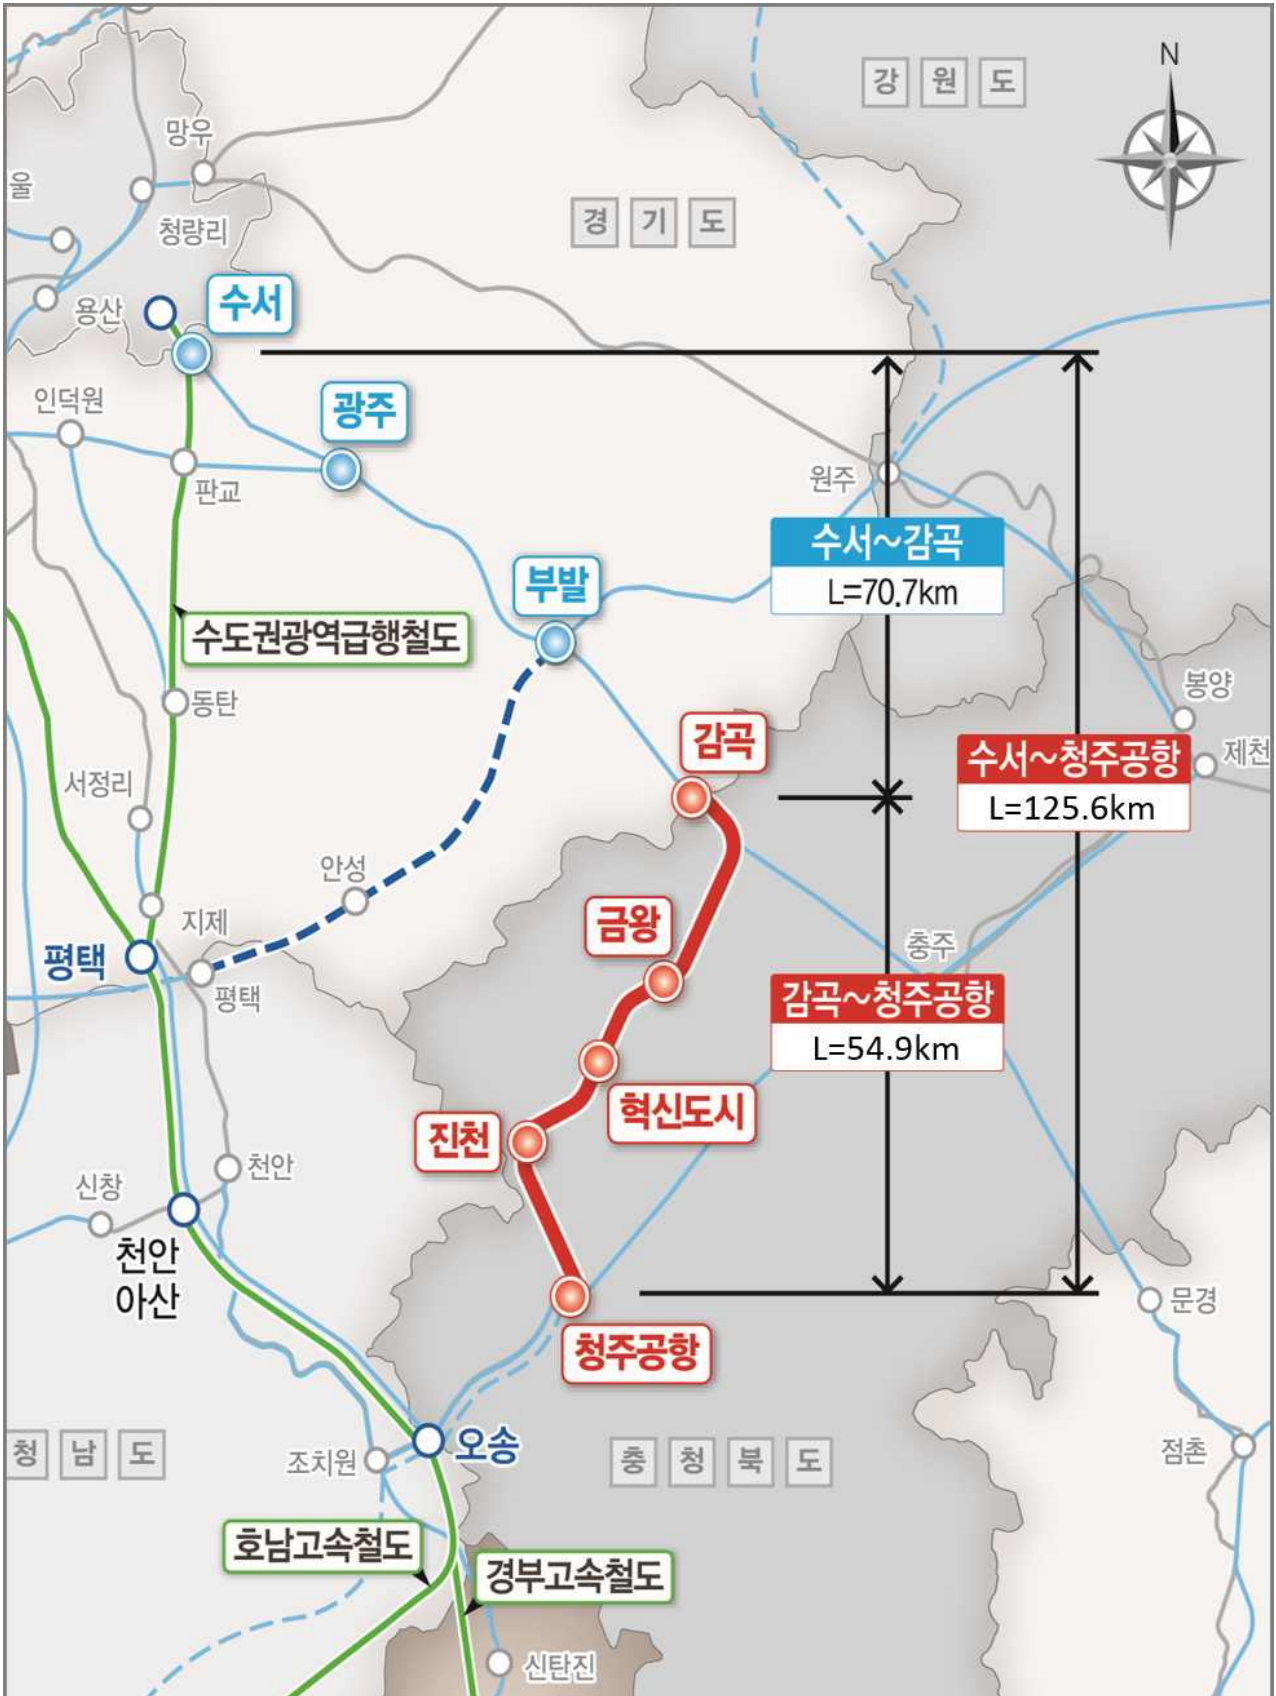 N
강원도
망우
울
청량리
경기도
용산
수서
인덕원
광주
판교
원주
수서~감곡
L=70.7km
부발
수도권광역급행철도
동탄
봉양
감곡
수서~청주공항
L=125.6km
제천
서정리
안성
지제
금왕
충주
평택
평택
감곡~청주공항
L=54.9km
혁신도시
진천
천안
신창
천안
아산
문경
청주공항
오송
조치원
청남도
충청북도
점촌
호남고속철도
경부고속철도
신탄진